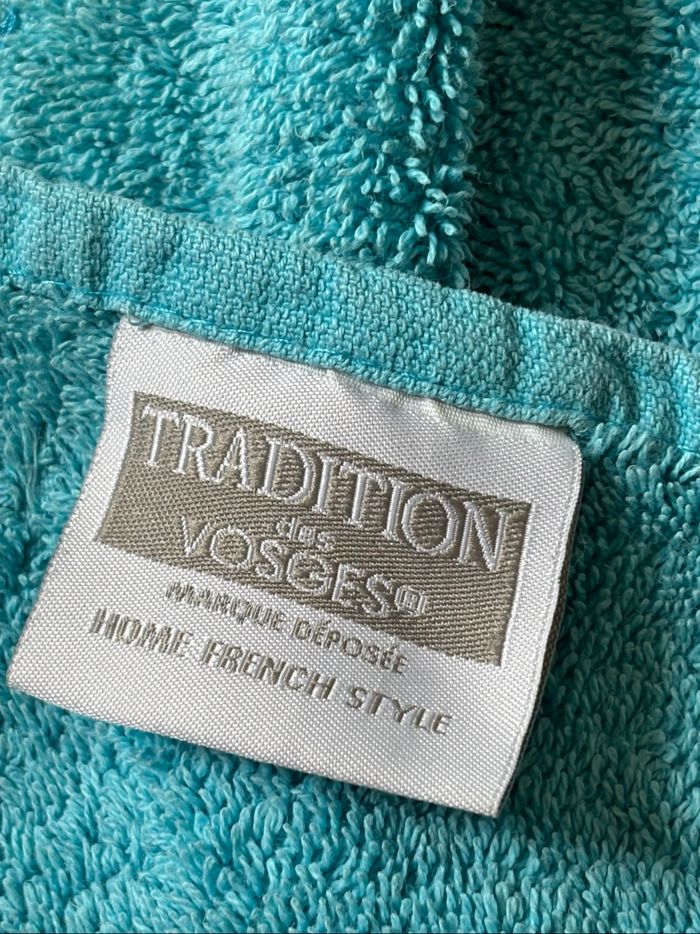 TRADITION
des
VOSGES®
MARQUE DÉPOSÉE
HOME FRENCH STYLE